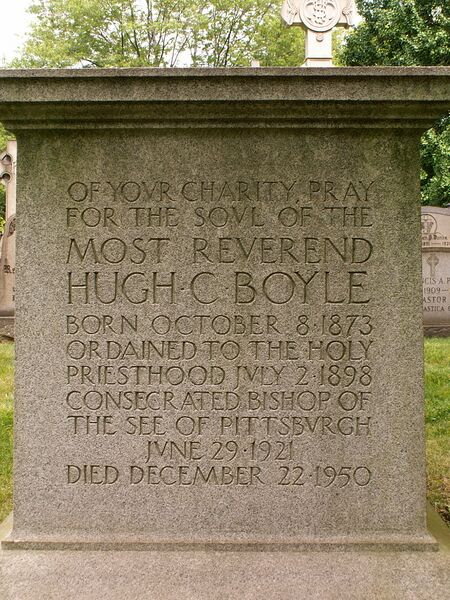 OF YOVR CHARITY, PRAY
FOR THE SOVL OF THE
MOST REVEREND
HUGH·C·BOYLE
BORN OCTOBER 8·1873
ORDAINED TO THE HOLY
PRIESTHOOD JVLY 2·1898
CONSECRATED BISHOP OF
THE SEE OF PITTSBVRGH
JVNE 29·1921
DIED DECEMBER 22·1950
1909